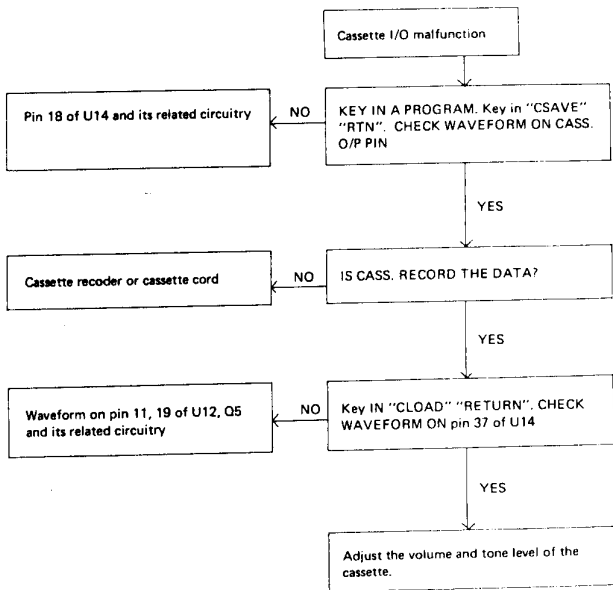 Cassette I/O malfunction
Pin 18 of U14 and its related circuitry
NO
KEY IN A PROGRAM. Key in "CSAVE"
"RTN". CHECK WAVEFORM ON CASS.
O/P PIN
YES
Cassette recoder or cassette cord
NO
IS CASS. RECORD THE DATA?
YES
Waveform on pin 11, 19 of U12, Q5
and its related circuitry
NO
Key IN "CLOAD" "RETURN". CHECK
WAVEFORM ON pin 37 of U14
YES
Adjust the volume and tone level of the
cassette.